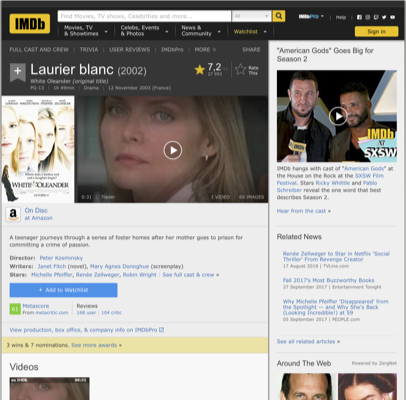 IMDb
Find Movies, TV shows, Celebrities and more...
All
IMDbPro
Help
Movies, TV & Showtimes
Celebs, Events & Photos
News & Community
Watchlist
Sign in
FULL CAST AND CREW | TRIVIA | USER REVIEWS | IMDbPro | MORE
SHARE
Laurier blanc (2002)
White Oleander (original title)
PG-13 | 1h 49min | Drama | 12 November 2003 (France)
7,2
Rate This
WHITE OLEANDER
0:31 Trailer
1 VIDEO
69 IMAGES
On Disc
at Amazon
A teenager journeys through a series of foster homes after her mother goes to prison for
committing a crime of passion.
Director: Peter Kosminsky
Writers: Janet Fitch (novel), Mary Agnes Donoghue (screenplay)
Stars: Michelle Pfeiffer, Renée Zellweger, Robin Wright | See full cast & crew »
+ Add to Watchlist
61
Metascore
From metacritic.com
Reviews
168 user | 104 critic
View production, box office, & company info on IMDbPro
3 wins & 7 nominations. See more awards »
Videos
"American Gods" Goes Big for
Season 2
IMDb
AT
SXSW
IMDb hangs with cast of "American Gods" at
the House on the Rock at the SXSW Film
Festival. Stars Ricky Whittle and Pablo
Schreiber reveal the one word that best
describes Season 2.
Hear from the cast »
Related News
Renée Zellweger to Star in Netflix 'Social
Thriller' From Revenge Creator
17 August 2018 | TVLine.com
Fall 2017's Most Buzzworthy Books
27 September 2017 | Entertainment Tonight
Why Michelle Pfeiffer 'Disappeared' from
the Spotlight — and Why She's Back
(Looking Incredible!) at 59
05 September 2017 | PEOPLE.com
See all related articles »
Around The Web
Powered by ZergNet